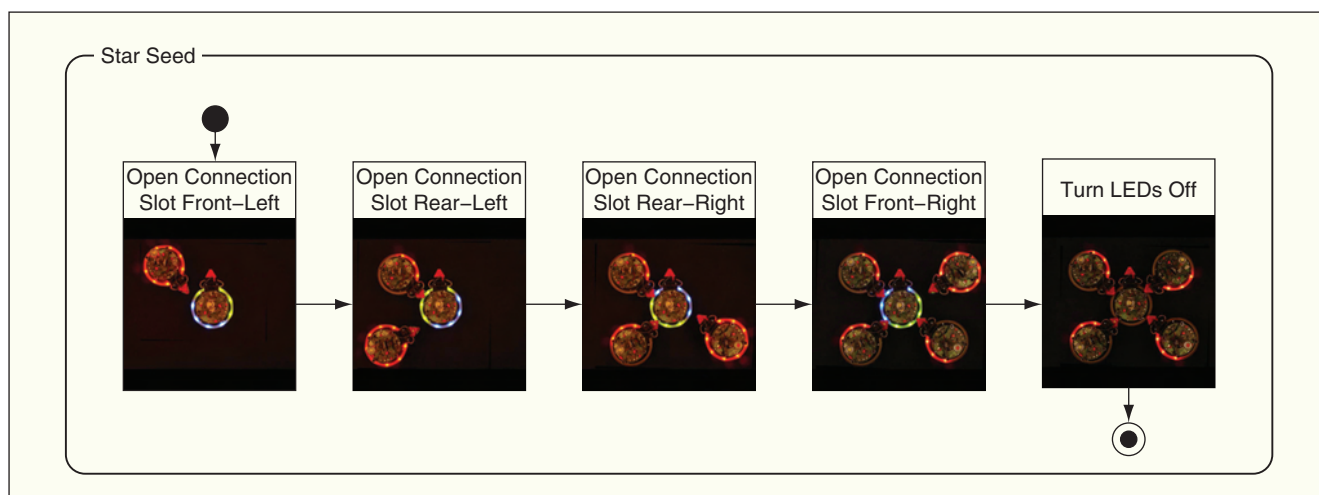 Star Seed
Open Connection
Slot Front–Left
Open Connection
Slot Rear–Left
Open Connection
Slot Rear–Right
Open Connection
Slot Front–Right
Turn LEDs Off